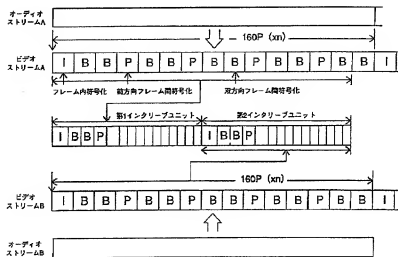 オーディオ
ストリームA
160P (xn)
ビデオ
ストリームA
I B B P B B P B B P B B P B B I
フレーム内符号化 前方向フレーム間符号化 双方向フレーム間符号化
第1インタリーブユニット 第2インタリーブユニット
I B B P I B B P
160P (xn)
ビデオ
ストリームB
I B B P B B P B B P B B P B B I
オーディオ
ストリームB